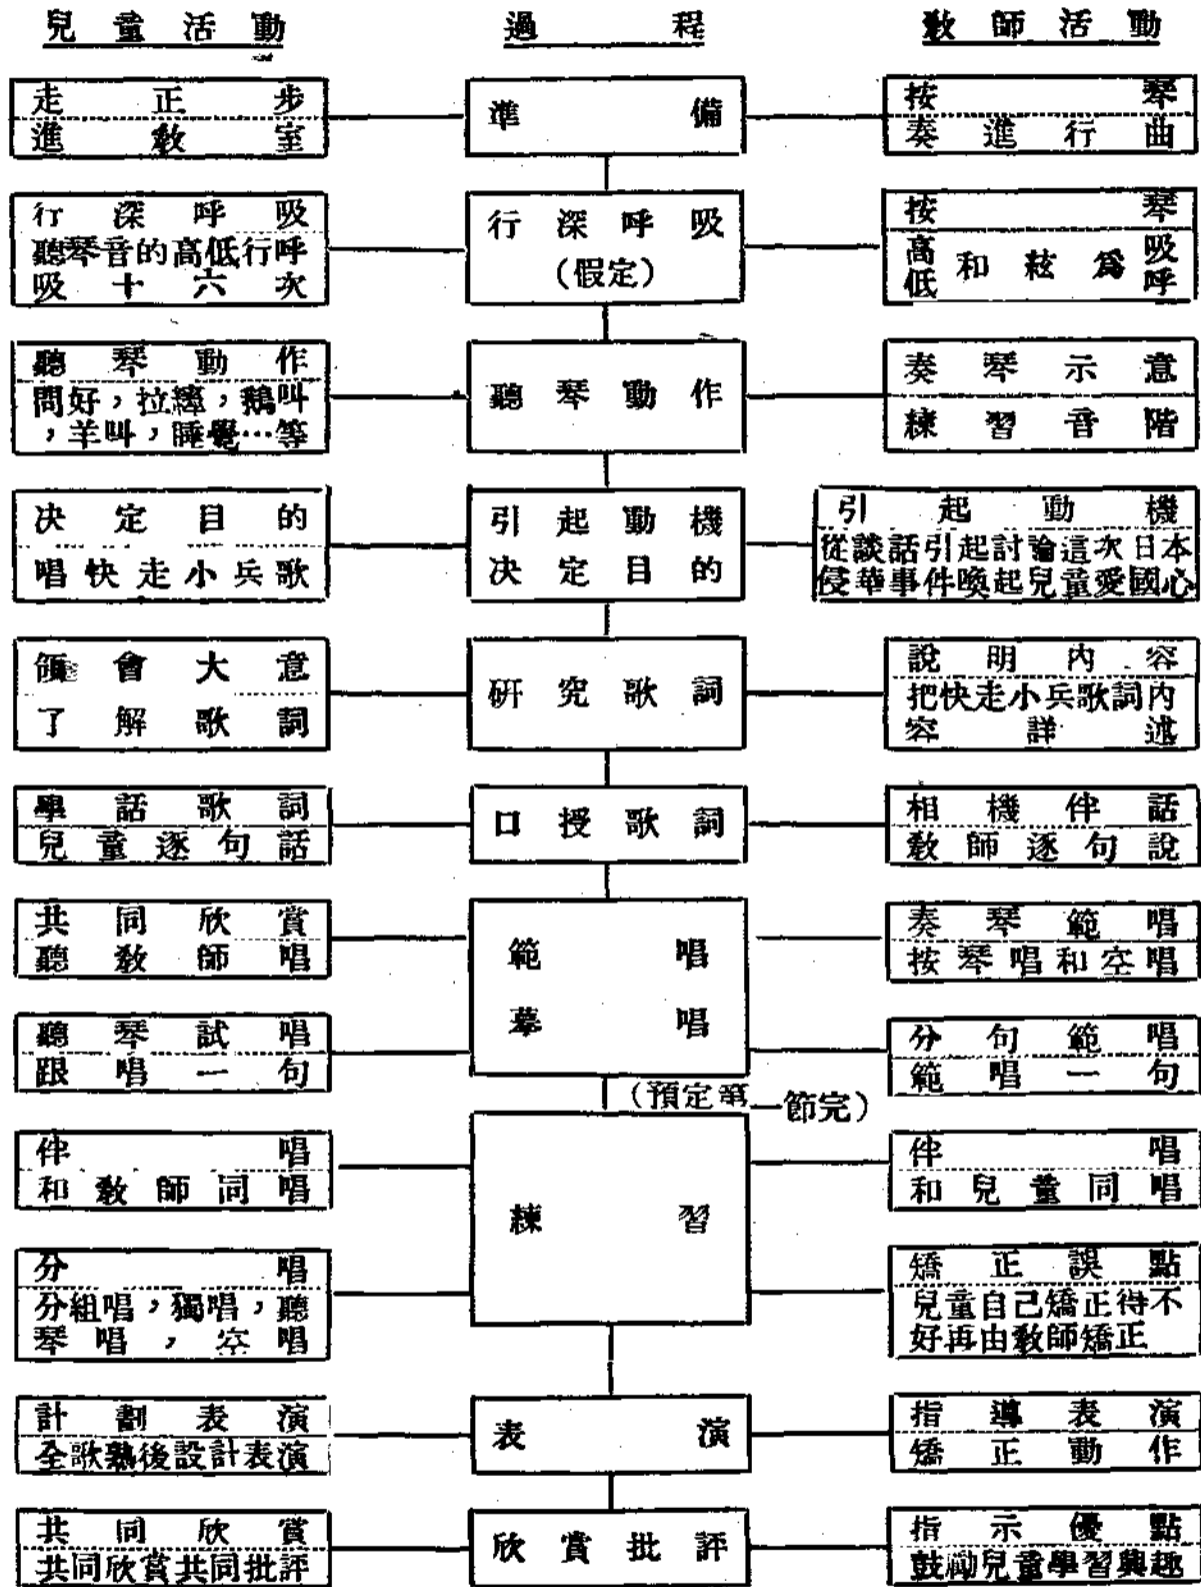 兒童活動
過程
教師活動
走正步
進教室
準備
按琴
奏進行曲
行深呼吸
聽琴音的高低行呼
吸十六次
行深呼吸
(假定)
按琴
高低和絃爲吸呼
聽琴動作
問好，拉繹，鵝叫
，羊叫，睡覺…等
聽琴動作
奏琴示意
練習音階
決定目的
唱快走小兵歌
引起動機
決定目的
引起動機
從談話引起討論這次日本
侵華事件喚起兒童愛國心
領會大意
了解歌詞
研究歌詞
說明內容
把快走小兵歌詞內
容詳述
學話歌詞
兒童逐句話
口授歌詞
相機伴話
教師逐句說
共同欣賞
聽教師唱
範唱
摹唱
奏琴範唱
按琴唱和空唱
聽琴試唱
跟唱一句
分句範唱
範唱一句
(預定第一節完)
伴唱
和教師同唱
練習
伴唱
和兒童同唱
分唱
分組唱，獨唱，聽
琴唱，空唱
矯正誤點
兒童自己矯正得不
好再由教師矯正
計劃表演
全歌熟後設計表演
表演
指導表演
矯正動作
共同欣賞
共同欣賞共同批評
欣賞批評
指示優點
鼓勵兒童學習興趣